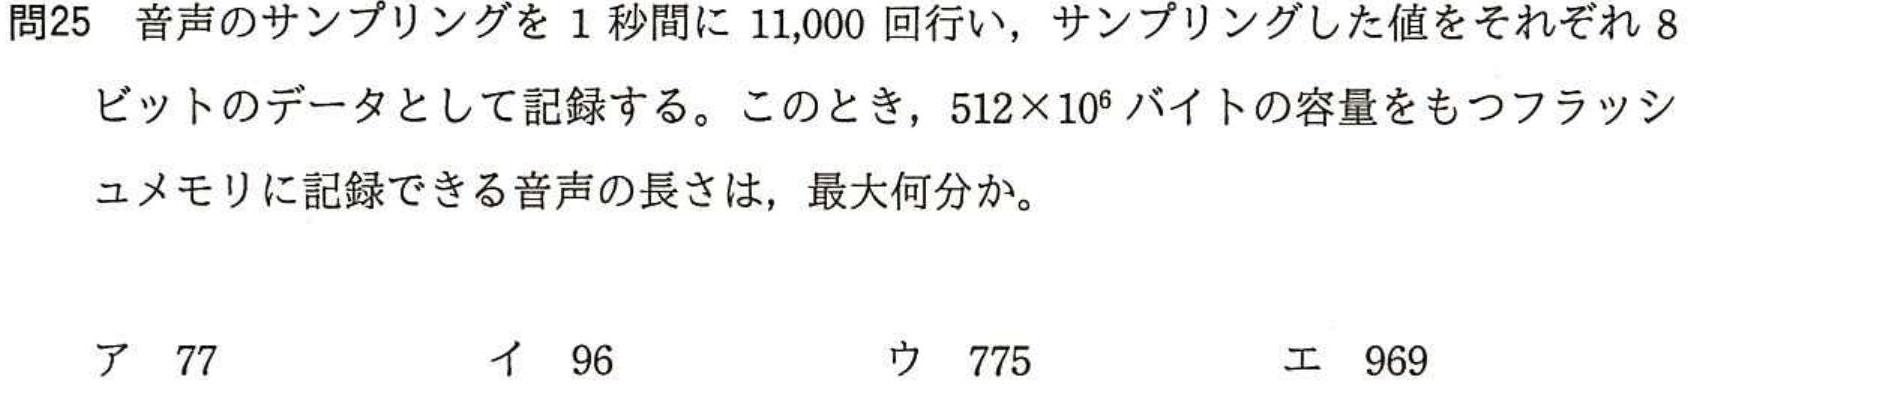 問25 音声のサンプリングを 1 秒間に 11,000 回行い，サンプリングした値をそれぞれ 8
ビットのデータとして記録する。このとき，512×10⁶ バイトの容量をもつフラッシ
ュメモリに記録できる音声の長さは，最大何分か。
ア 77 イ 96 ウ 775 エ 969